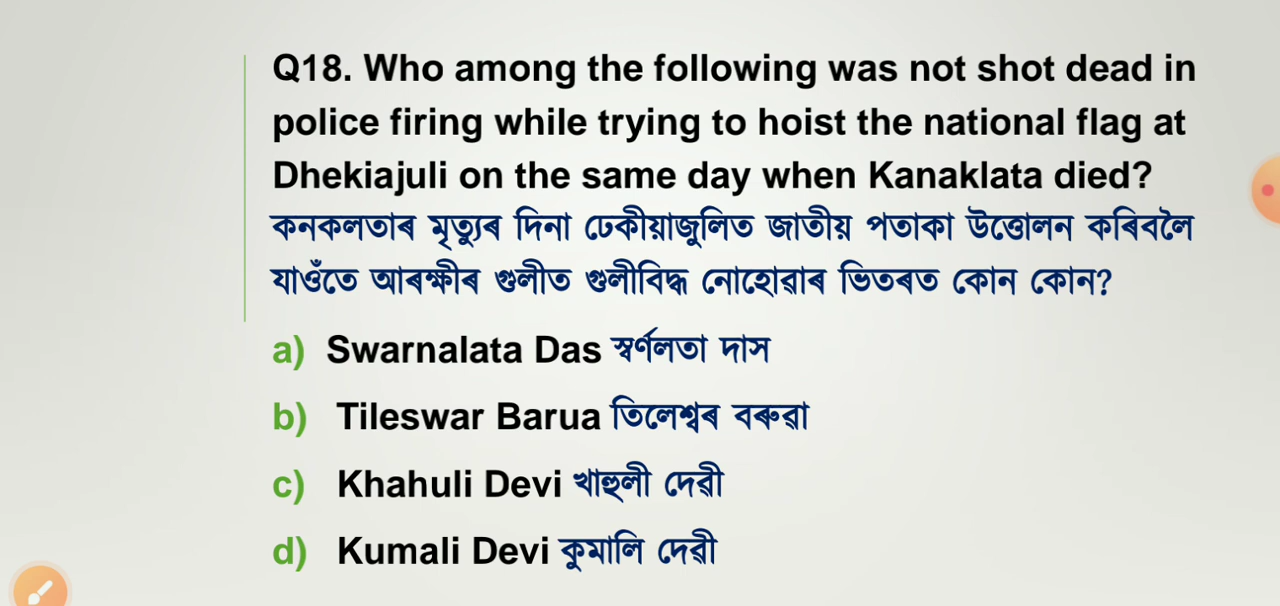 Q18. Who among the following was not shot dead in
police firing while trying to hoist the national flag at
Dhekiajuli on the same day when Kanaklata died?
কনকলতাৰ মৃত্যুৰ দিনা ঢেকীয়াজুলিত জাতীয় পতাকা উত্তোলন কৰিবলৈ
যাওঁতে আৰক্ষীৰ গুলীত গুলীবিদ্ধ নোহোৱাৰ ভিতৰত কোন কোন?
a) Swarnalata Das স্বৰ্ণলতা দাস
b) Tileswar Barua তিলেশ্বৰ বৰুৱা
c) Khahuli Devi খাহুলী দেৱী
d) Kumali Devi কুমালি দেৱী